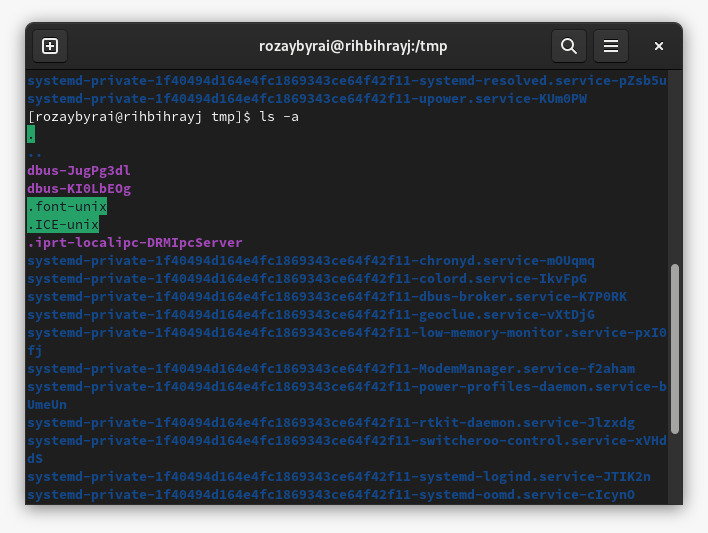 rozaybyrai@rihbihrayj:/tmp
systemd-private-1f40494d164e4fc1869343ce64f42f11-systemd-resolved.service-pZsb5u
systemd-private-1f40494d164e4fc1869343ce64f42f11-upower.service-KUm0PW
[rozaybyrai@rihbihrayj tmp]$ ls -a
.
..
dbus-JugPg3dl
dbus-KI0LbEOg
.font-unix
.ICE-unix
.iprt-localipc-DRMIpcServer
systemd-private-1f40494d164e4fc1869343ce64f42f11-chronyd.service-mOUqmq
systemd-private-1f40494d164e4fc1869343ce64f42f11-colord.service-IkvFpG
systemd-private-1f40494d164e4fc1869343ce64f42f11-dbus-broker.service-K7P0RK
systemd-private-1f40494d164e4fc1869343ce64f42f11-geoclue.service-vXtDjG
systemd-private-1f40494d164e4fc1869343ce64f42f11-low-memory-monitor.service-pxI0
fj
systemd-private-1f40494d164e4fc1869343ce64f42f11-ModemManager.service-f2aham
systemd-private-1f40494d164e4fc1869343ce64f42f11-power-profiles-daemon.service-b
UmeUn
systemd-private-1f40494d164e4fc1869343ce64f42f11-rtkit-daemon.service-Jlzxdg
systemd-private-1f40494d164e4fc1869343ce64f42f11-switcheroo-control.service-xVHd
dS
systemd-private-1f40494d164e4fc1869343ce64f42f11-systemd-logind.service-JTIK2n
systemd-private-1f40494d164e4fc1869343ce64f42f11-systemd-oomd.service-cIcynO